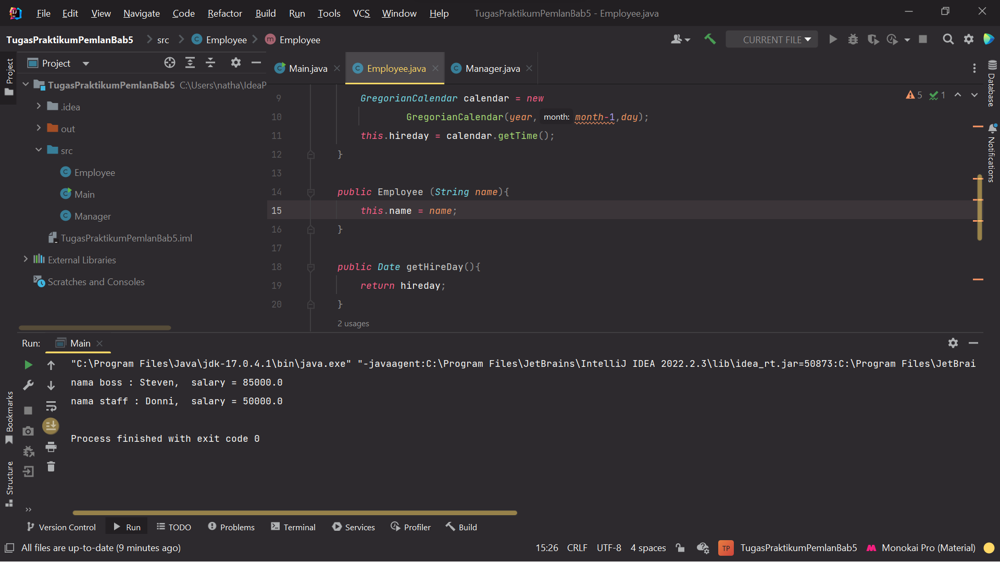 File Edit View Navigate Code Refactor Build Run Tools VCS Window Help TugasPraktikumPemlanBab5 - Employee.java
TugasPraktikumPemlanBab5 src Employee Employee CURRENT FILE
Project
Project
TugasPraktikumPemlanBab5 C:\Users\natha\IdeaP
.idea
out
src
Employee
Main
Manager
TugasPraktikumPemlanBab5.iml
External Libraries
Scratches and Consoles
Main.java Employee.java Manager.java
5 1
9 GregorianCalendar calendar = new
10 GregorianCalendar(year, month: month-1,day);
11 this.hireday = calendar.getTime();
12 }
13
14 public Employee (String name){
15 this.name = name;
16 }
17
18 public Date getHireDay(){
19 return hireday;
20 }
2 usages
Database
Notifications
Run: Main
"C:\Program Files\Java\jdk-17.0.4.1\bin\java.exe" "-javaagent:C:\Program Files\JetBrains\IntelliJ IDEA 2022.2.3\lib\idea_rt.jar=50873:C:\Program Files\JetBrai
nama boss : Steven,  salary = 85000.0
nama staff : Donni,  salary = 50000.0
Process finished with exit code 0
Bookmarks
Structure
Version Control Run TODO Problems Terminal Services Profiler Build
All files are up-to-date (9 minutes ago) 15:26 CRLF UTF-8 4 spaces TP TugasPraktikumPemlanBab5 Monokai Pro (Material)